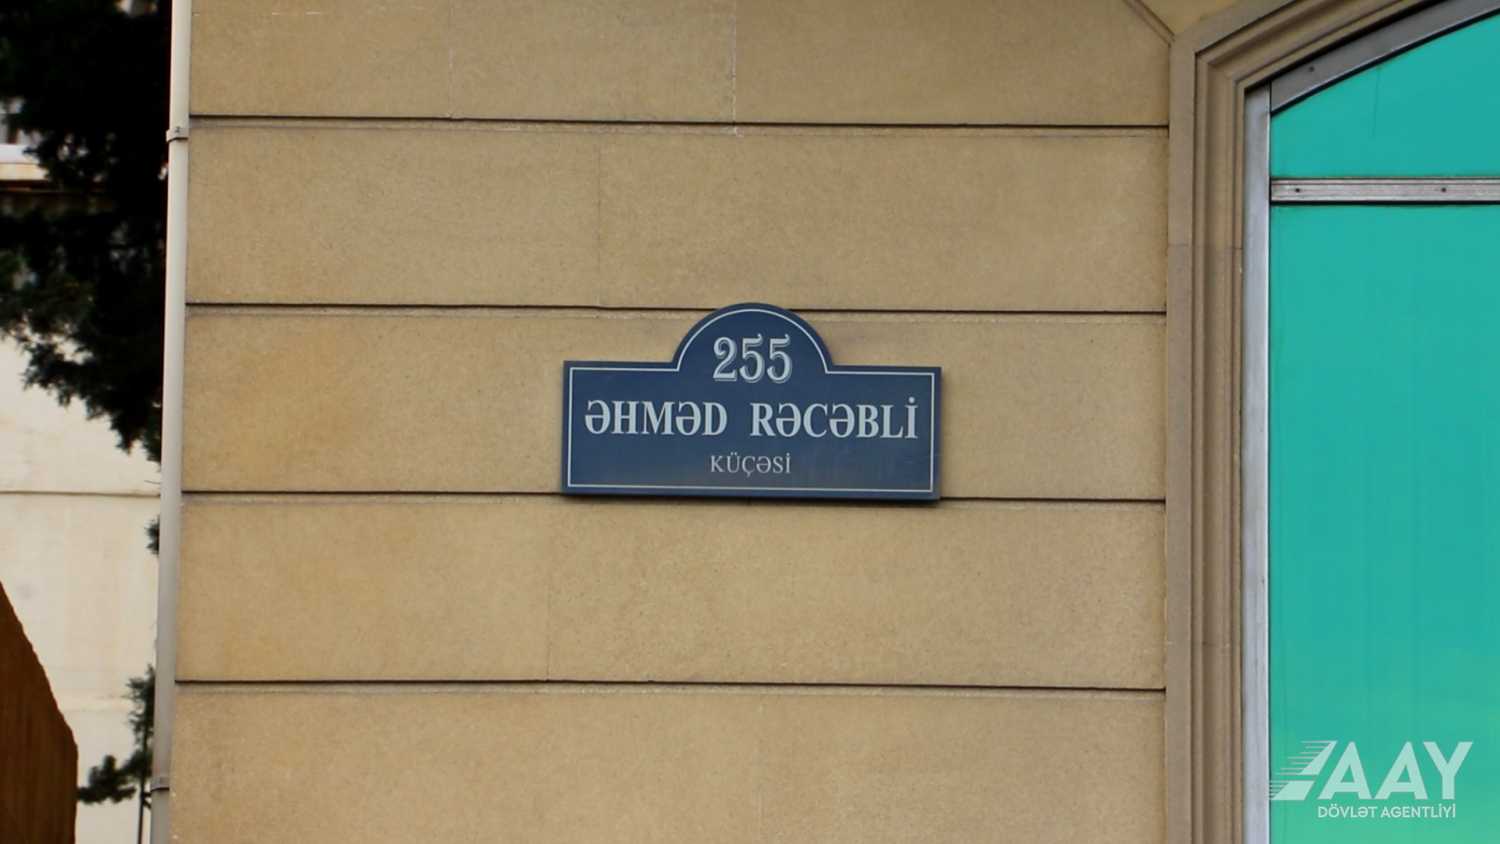 255
ƏHMƏD RƏCƏBLİ
KÜÇƏSİ
AAY
DÖVLƏT AGENTLİYİ